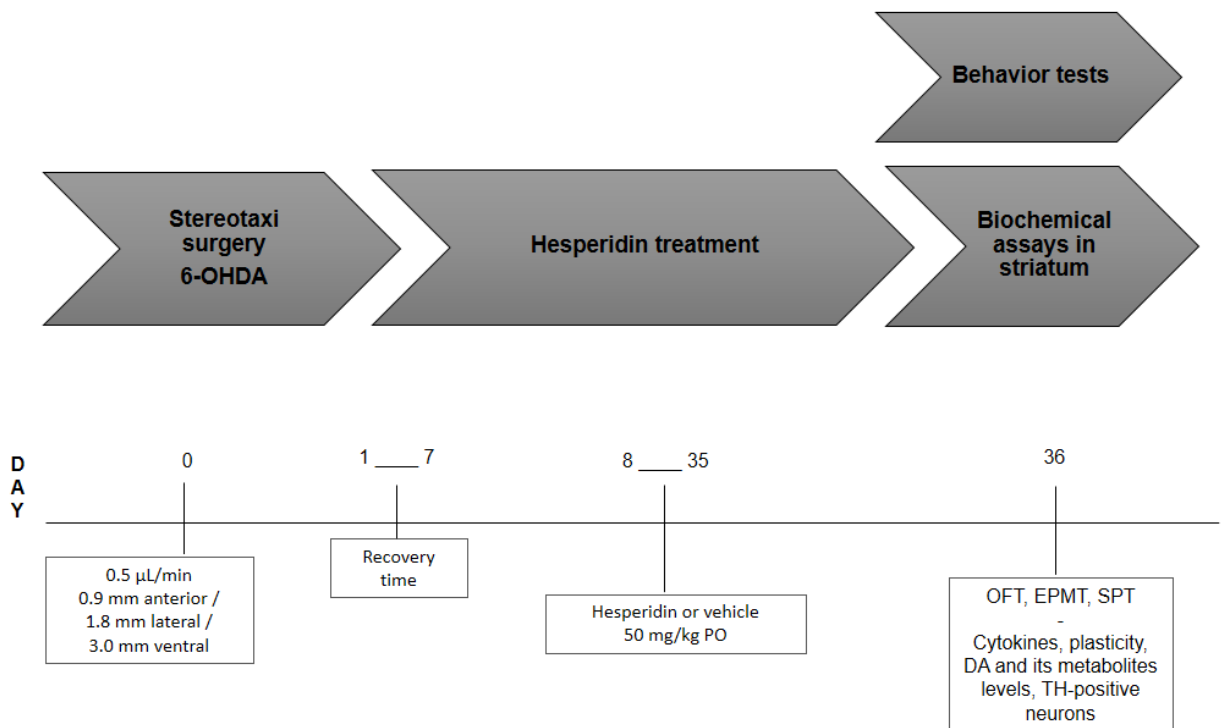 Behavior tests
Stereotaxi
surgery
6-OHDA
Hesperidin treatment
Biochemical
assays in
striatum
D
A
Y
0
1 ____ 7
8 ____ 35
36
0.5 µL/min
0.9 mm anterior /
1.8 mm lateral /
3.0 mm ventral
Recovery
time
Hesperidin or vehicle
50 mg/kg PO
OFT, EPMT, SPT
-
Cytokines, plasticity,
DA and its metabolites
levels, TH-positive
neurons